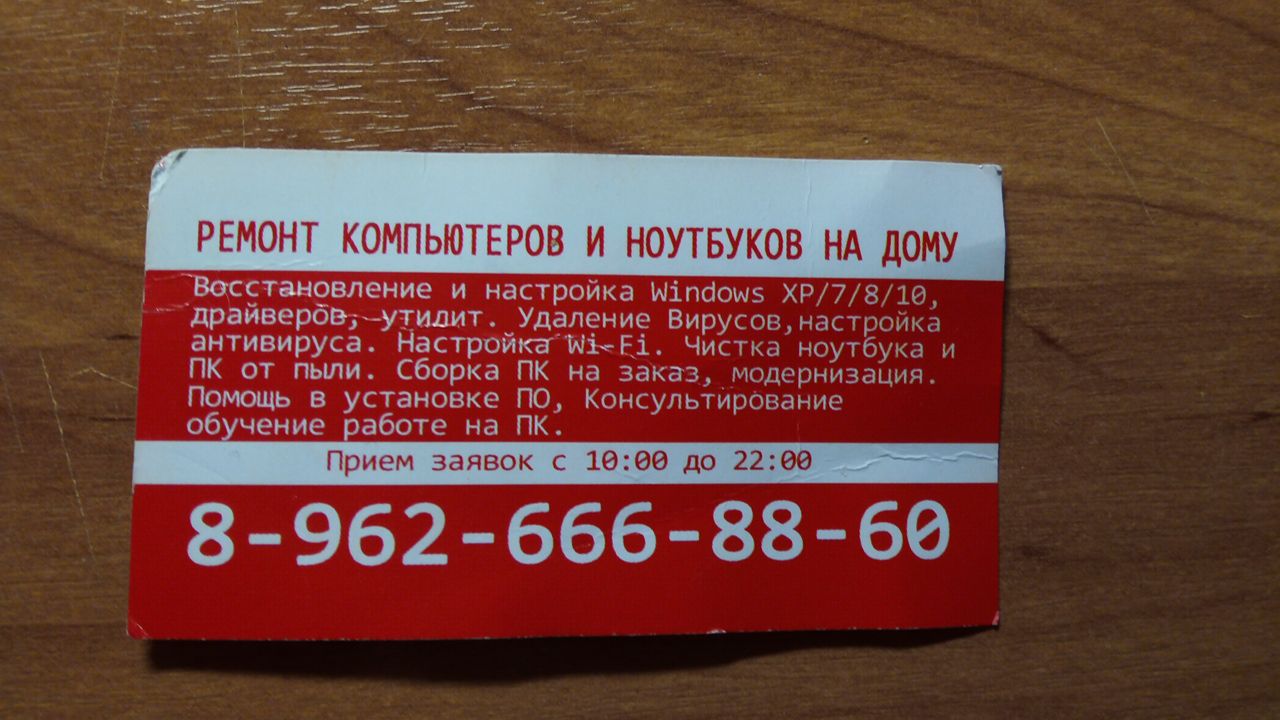 РЕМОНТ КОМПЬЮТЕРОВ И НОУТБУКОВ НА ДОМУ
Восстановление и настройка Windows XP/7/8/10,
драйверов, утилит. Удаление Вирусов,настройка
антивируса. Настройка Wi-Fi. Чистка ноутбука и
ПК от пыли. Сборка ПК на заказ, модернизация.
Помощь в установке ПО, Консультирование
обучение работе на ПК.
Прием заявок с 10:00 до 22:00
8-962-666-88-60